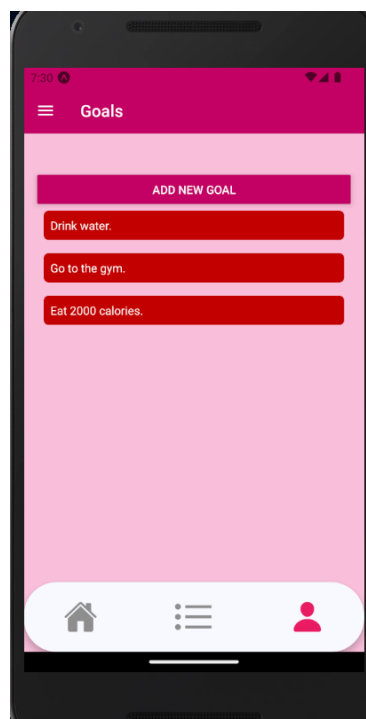 7:30
Goals
ADD NEW GOAL
Drink water.
Go to the gym.
Eat 2000 calories.